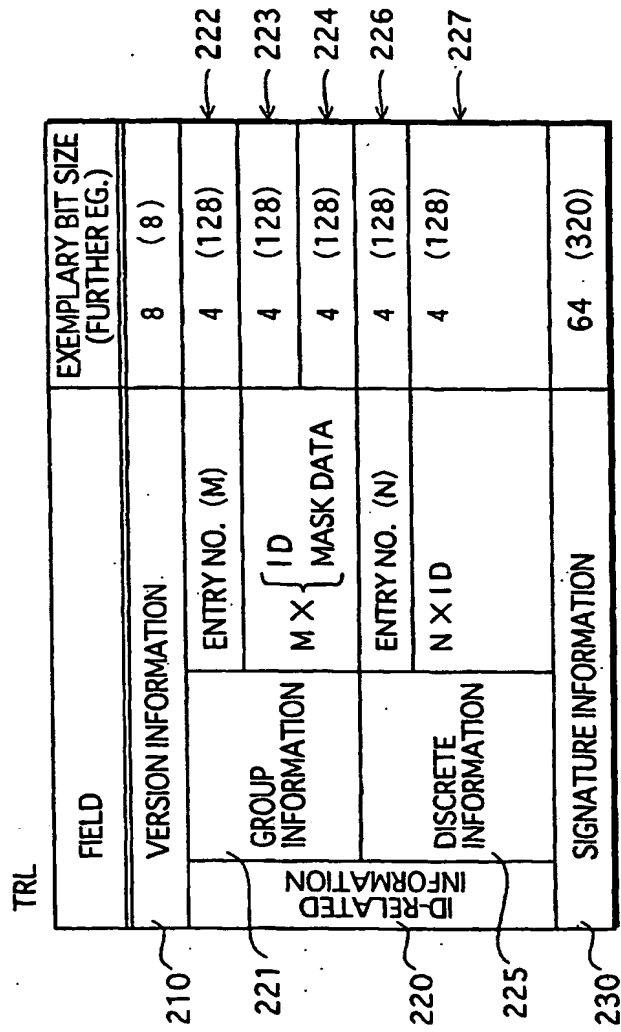 TRL
FIELD
EXEMPLARY BIT SIZE
(FURTHER EG.)
VERSION INFORMATION
8 (8)
ID-RELATED
INFORMATION
GROUP
INFORMATION
ENTRY NO. (M)
4 (128)
M X { ID
MASK DATA
4 (128)
4 (128)
DISCRETE
INFORMATION
ENTRY NO. (N)
4 (128)
N X ID
4 (128)
SIGNATURE INFORMATION
64 (320)
210
221
220
225
230
222
223
224
226
227